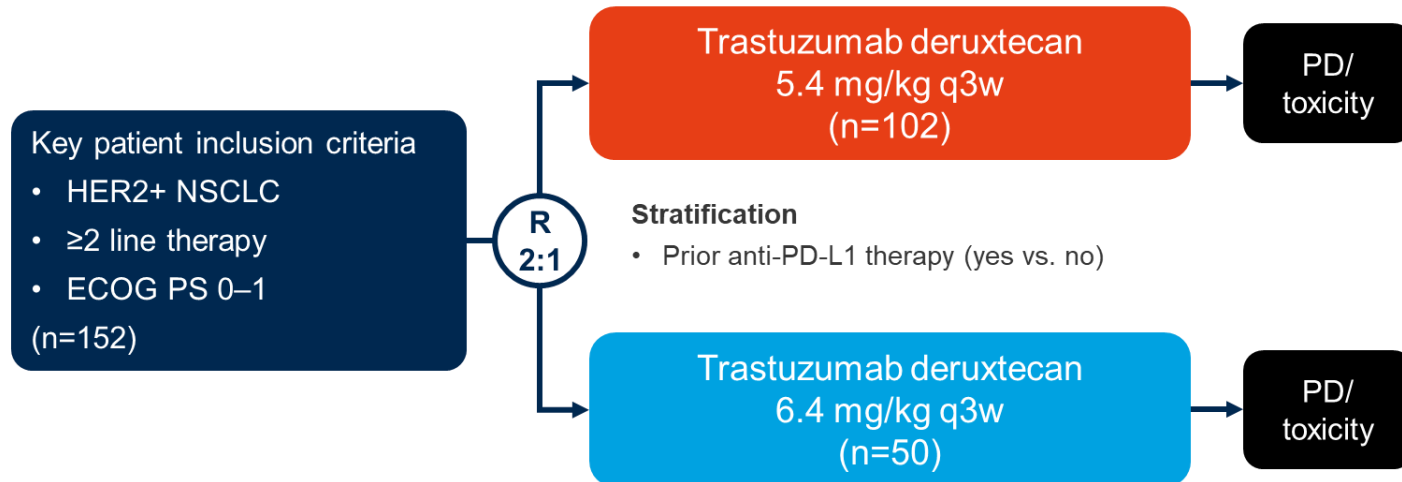 Key patient inclusion criteria
• HER2+ NSCLC
• ≥2 line therapy
• ECOG PS 0–1
(n=152)
R
2:1
Trastuzumab deruxtecan
5.4 mg/kg q3w
(n=102)
PD/
toxicity
Stratification
• Prior anti-PD-L1 therapy (yes vs. no)
Trastuzumab deruxtecan
6.4 mg/kg q3w
(n=50)
PD/
toxicity